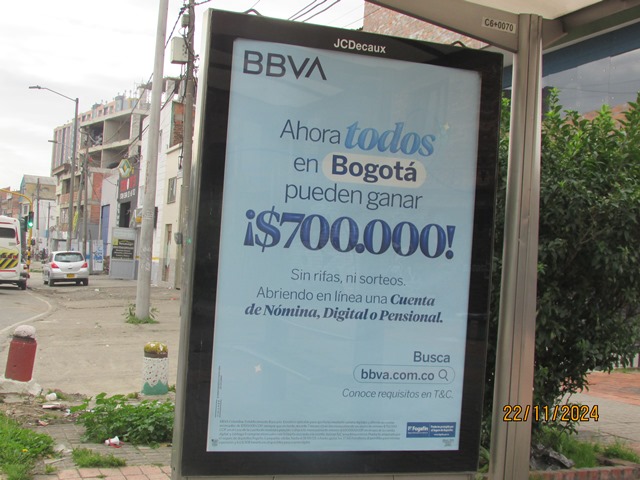 C6+0070
JCDecaux
BBVA
Ahora todos
en Bogotá
pueden ganar
¡$700.000!
Sin rifas, ni sorteos.
Abriendo en línea una Cuenta
de Nómina, Digital o Pensional.
Busca
bbva.com.co
Conoce requisitos en T&C.
Fogafín
22/11/2024